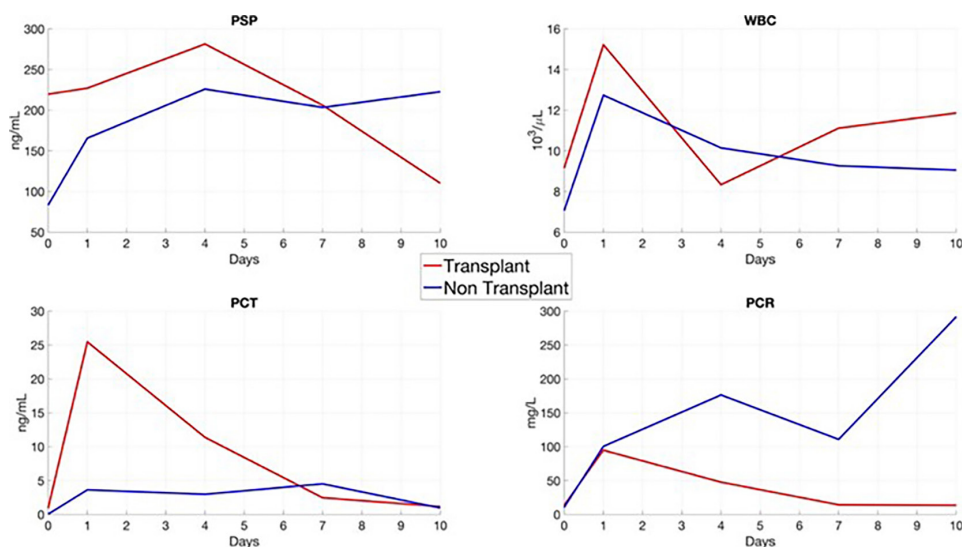 PSP
300
250
200
150
100
50
ng/mL
0 1 2 3 4 5 6 7 8 9 10
Days
WBC
16
14
12
10
8
6
10³/μL
0 1 2 3 4 5 6 7 8 9 10
Days
Transplant
Non Transplant
PCT
30
25
20
15
10
5
0
ng/mL
0 1 2 3 4 5 6 7 8 9 10
Days
PCR
300
250
200
150
100
50
0
mg/L
0 1 2 3 4 5 6 7 8 9 10
Days